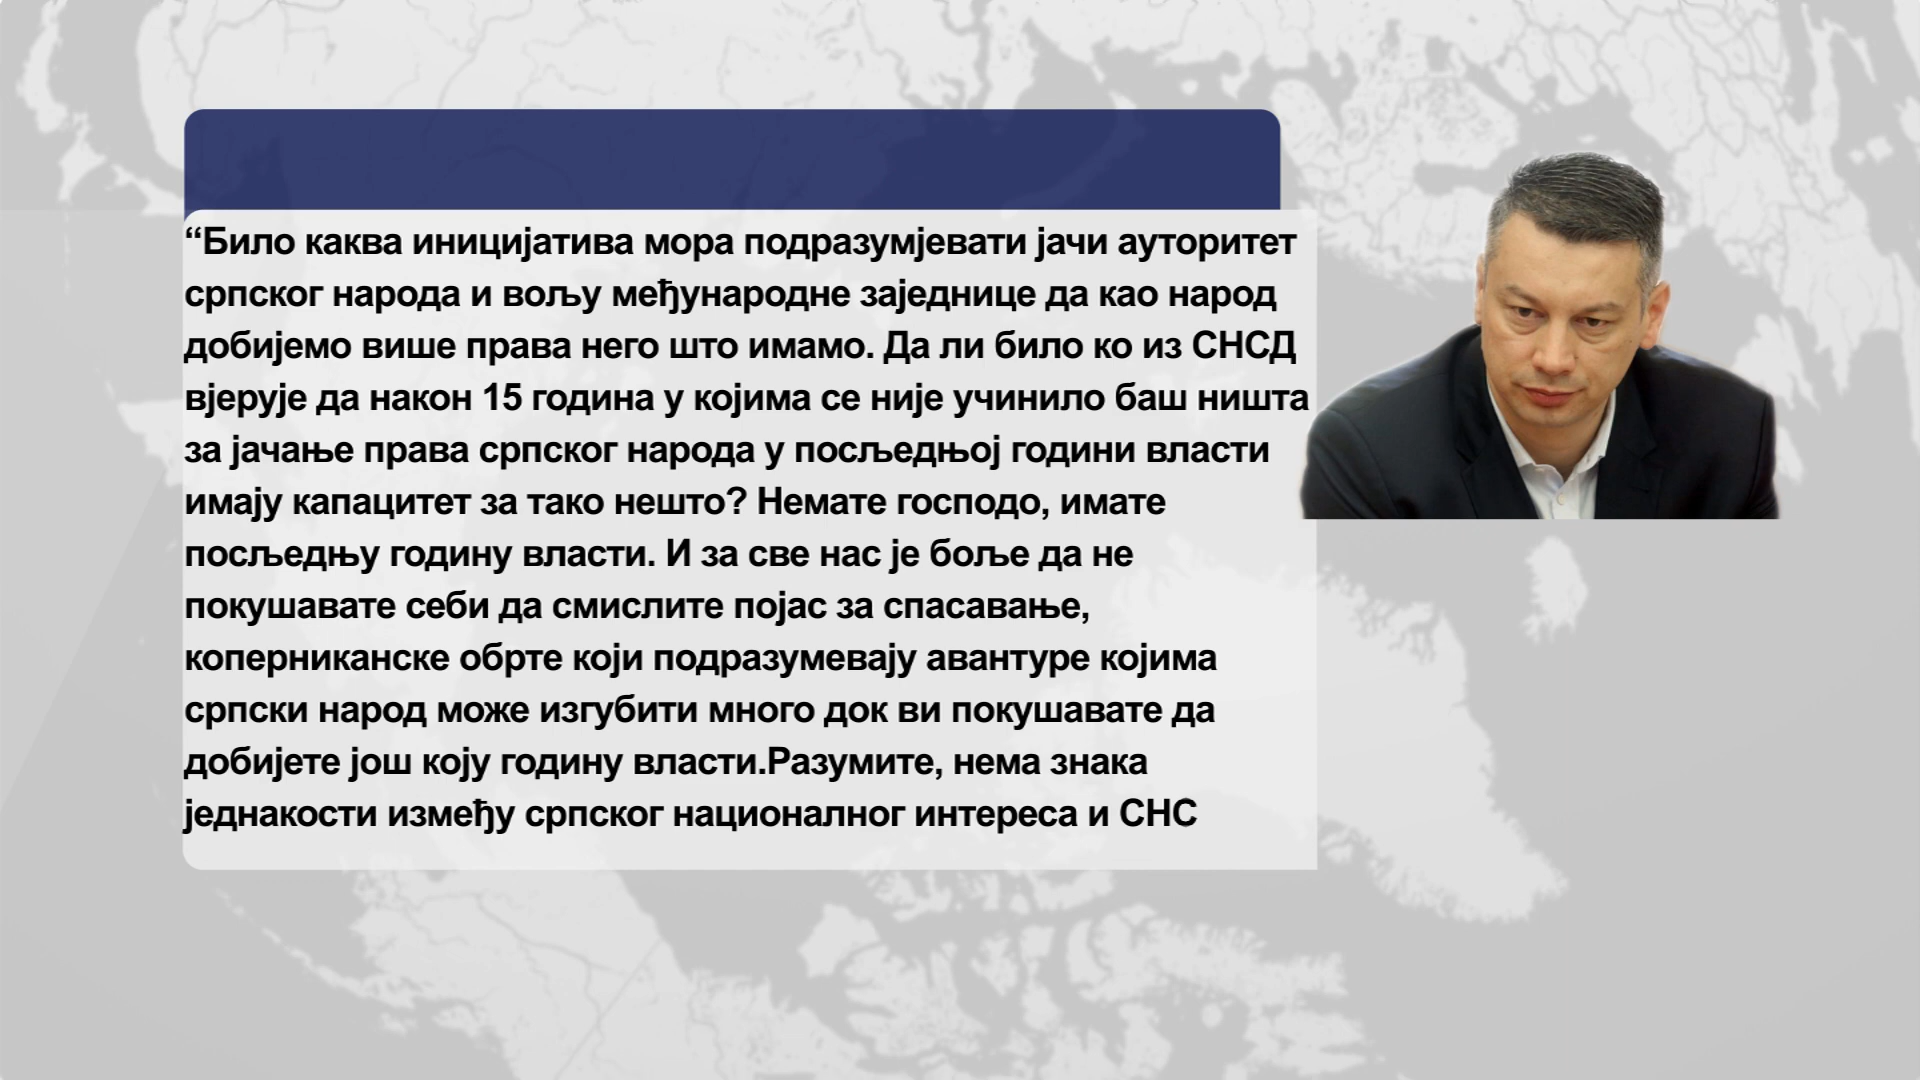 “Било каква иницијатива мора подразумјевати јачи ауторитет
српског народа и вољу међународне заједнице да као народ
добијемо више права него што имамо. Да ли било ко из СНСД
вјерује да након 15 година у којима се није учинило баш ништа
за јачање права српског народа у посљедњој години власти
имају капацитет за тако нешто? Немате господо, имате
посљедњу годину власти. И за све нас је боље да не
покушавате себи да смислите појас за спасавање,
коперниканске обрте који подразумевају авантуре којима
српски народ може изгубити много док ви покушавате да
добијете још коју годину власти.Разумите, нема знака
једнакости између српског националног интереса и СНС